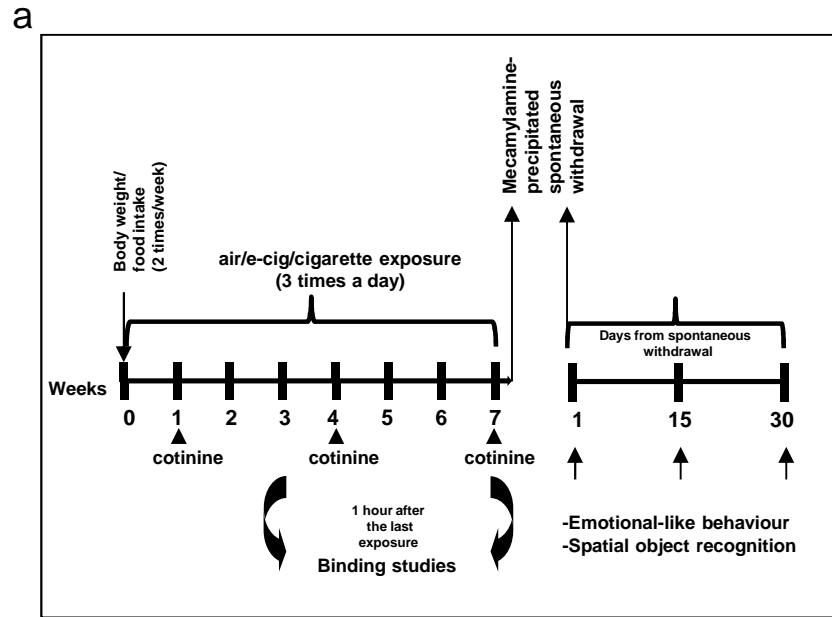 a
Body weight/
food intake
(2 times/week)
air/e-cig/cigarette exposure
(3 times a day)
Mecamylamine-
precipitated
spontaneous
withdrawal
Days from spontaneous
withdrawal
Weeks
0 1 2 3 4 5 6 7
1 15 30
cotinine cotinine cotinine
1 hour after
the last
exposure
Binding studies
-Emotional-like behaviour
-Spatial object recognition